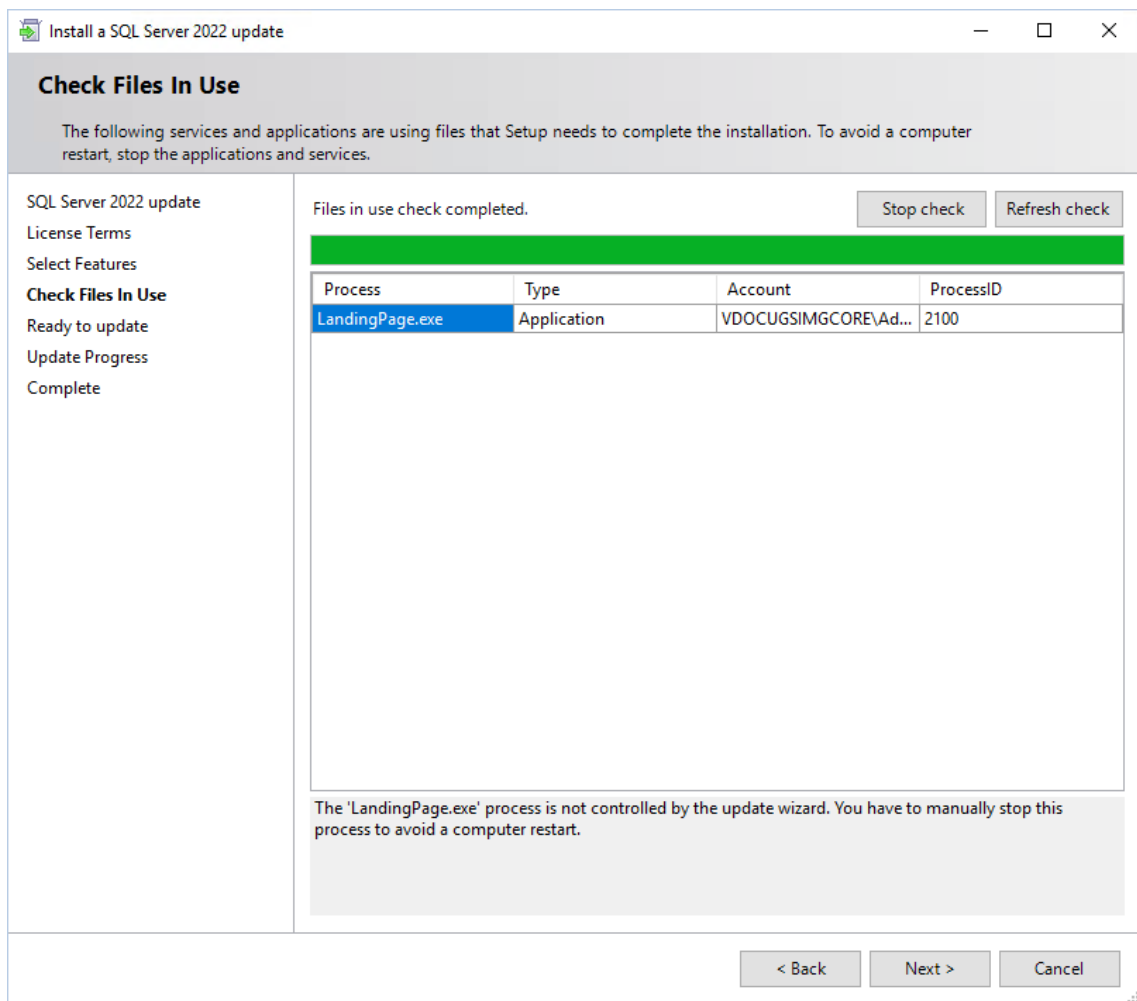 Install a SQL Server 2022 update
Check Files In Use
The following services and applications are using files that Setup needs to complete the installation. To avoid a computer
restart, stop the applications and services.
SQL Server 2022 update
License Terms
Select Features
Check Files In Use
Ready to update
Update Progress
Complete
Files in use check completed.
Stop check
Refresh check
Process Type Account ProcessID
LandingPage.exe Application VDOCUGSIMGCORE\Ad... 2100
The 'LandingPage.exe' process is not controlled by the update wizard. You have to manually stop this
process to avoid a computer restart.
< Back
Next >
Cancel